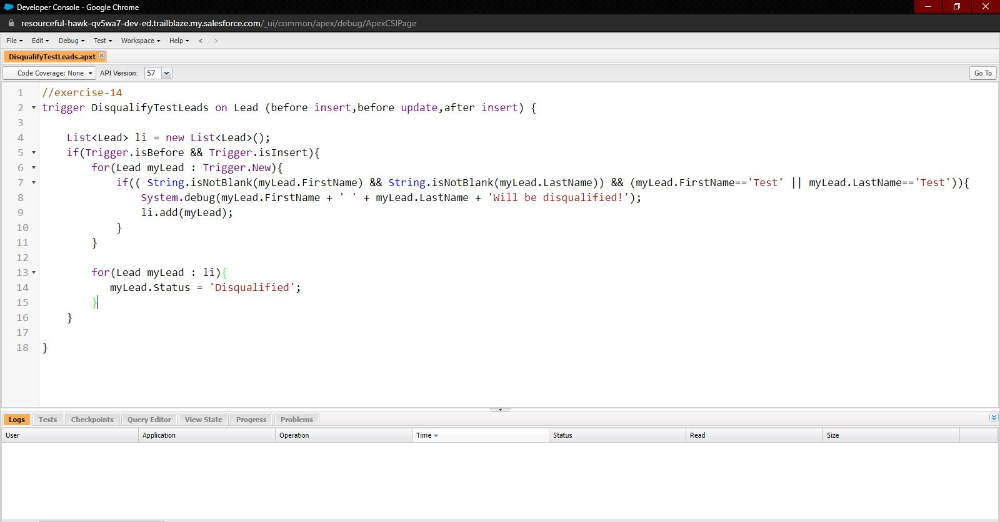 Developer Console - Google Chrome
resourceful-hawk-qv5wa7-dev-ed.trailblaze.my.salesforce.com/_ui/common/apex/debug/ApexCSIPage
File Edit Debug Test Workspace Help < >
DisqualifyTestLeads.apxt
Code Coverage: None API Version: 57 Go To
1 //exercise-14
2 trigger DisqualifyTestLeads on Lead (before insert,before update,after insert) {
3
4 List<Lead> li = new List<Lead>();
5 if(Trigger.isBefore && Trigger.isInsert){
6 for(Lead myLead : Trigger.New){
7 if(( String.isNotBlank(myLead.FirstName) && String.isNotBlank(myLead.LastName)) && (myLead.FirstName=='Test' || myLead.LastName=='Test')){
8 System.debug(myLead.FirstName + ' ' + myLead.LastName + 'Will be disqualified!');
9 li.add(myLead);
10 }
11 }
12
13 for(Lead myLead : li){
14 myLead.Status = 'Disqualified';
15 }
16 }
17
18 }
Logs Tests Checkpoints Query Editor View State Progress Problems
User Application Operation Time Status Read Size